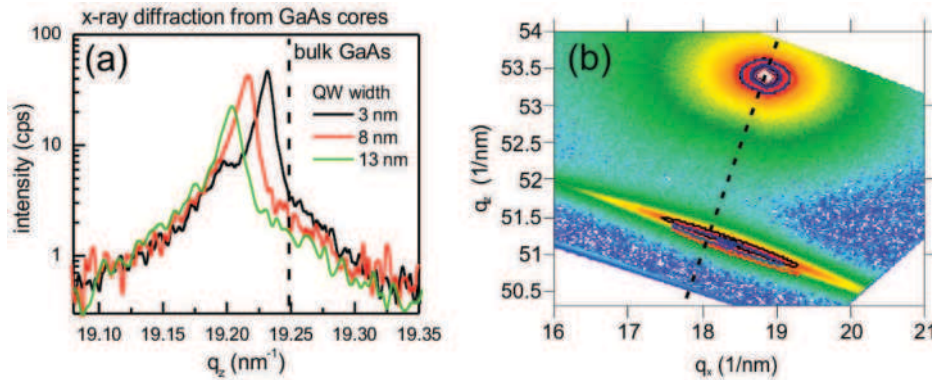 x-ray diffraction from GaAs cores
(a)
bulk GaAs
QW width
3 nm
8 nm
13 nm
intensity (cps)
100
10
1
19.10
19.15
19.20
19.25
19.30
19.35
q_z (nm⁻¹)
(b)
q_z (1/nm)
54
53.5
53
52.5
52
51.5
51
50.5
16
17
18
19
20
21
qₓ (1/nm)